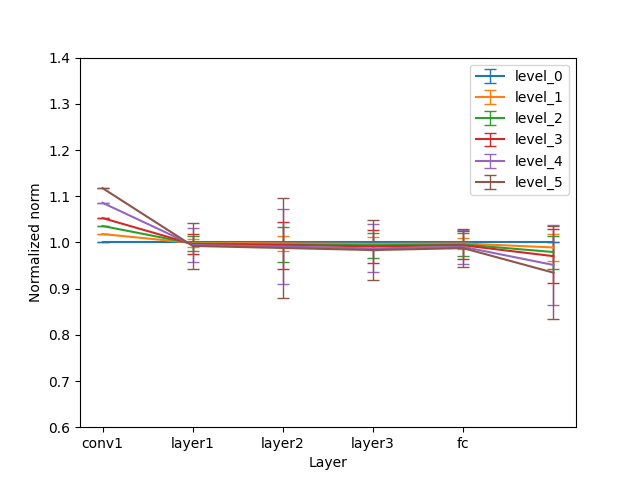 1.4
1.3
1.2
1.1
1.0
0.9
0.8
0.7
0.6
Normalized norm
conv1 layer1 layer2 layer3 fc
Layer
level_0
level_1
level_2
level_3
level_4
level_5